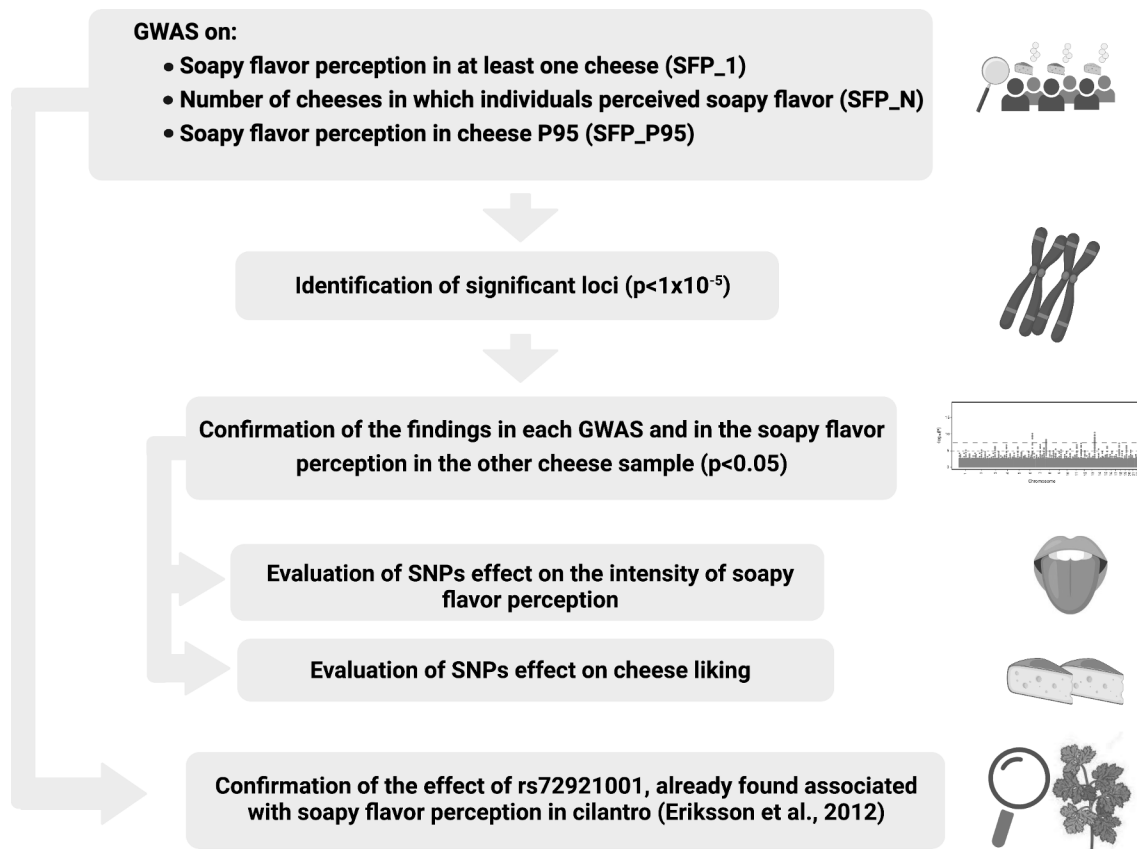 GWAS on:
• Soapy flavor perception in at least one cheese (SFP_1)
• Number of cheeses in which individuals perceived soapy flavor (SFP_N)
• Soapy flavor perception in cheese P95 (SFP_P95)
Identification of significant loci (p<1x10⁻⁵)
Confirmation of the findings in each GWAS and in the soapy flavor
perception in the other cheese sample (p<0.05)
Chromosome
Evaluation of SNPs effect on the intensity of soapy
flavor perception
Evaluation of SNPs effect on cheese liking
Confirmation of the effect of rs72921001, already found associated
with soapy flavor perception in cilantro (Eriksson et al., 2012)